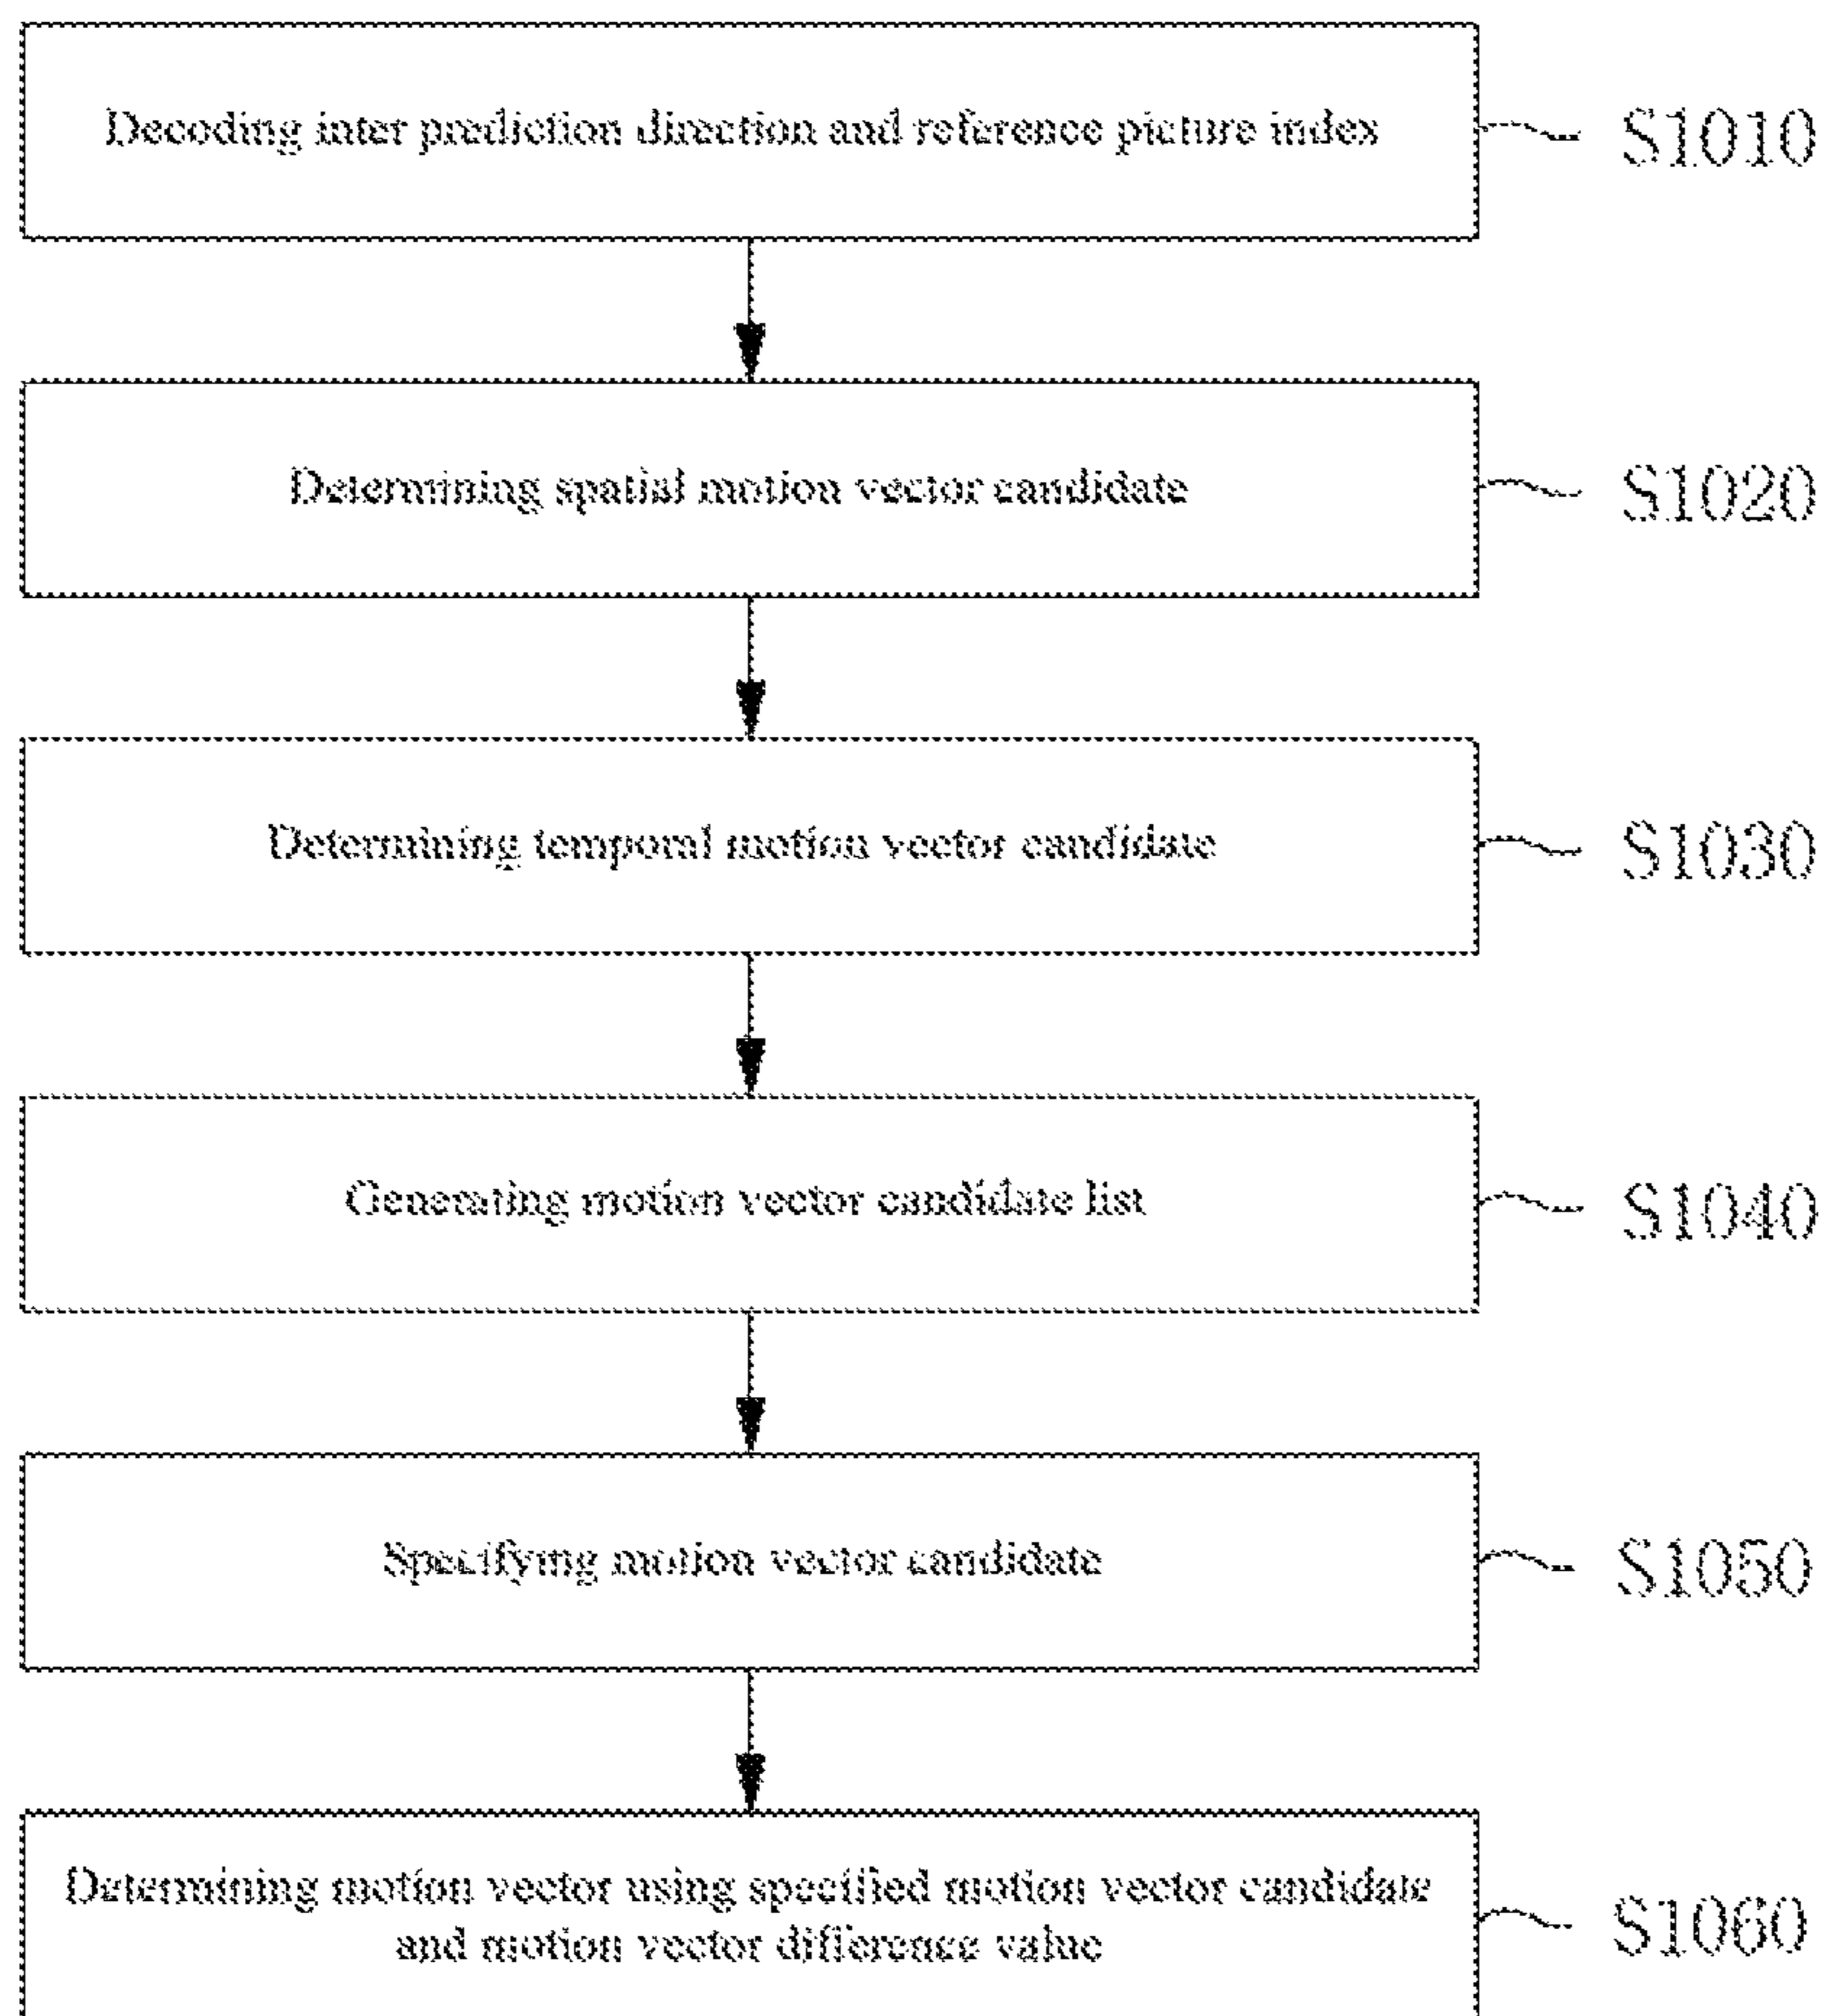 Decoding inter prediction direction and reference picture index
S1010
Determining spatial motion vector candidate
S1020
Determining temporal motion vector candidate
S1030
Generating motion vector candidate list
S1040
Specifying motion vector candidate
S1050
Determining motion vector using specified motion vector candidate
and motion vector difference value
S1060